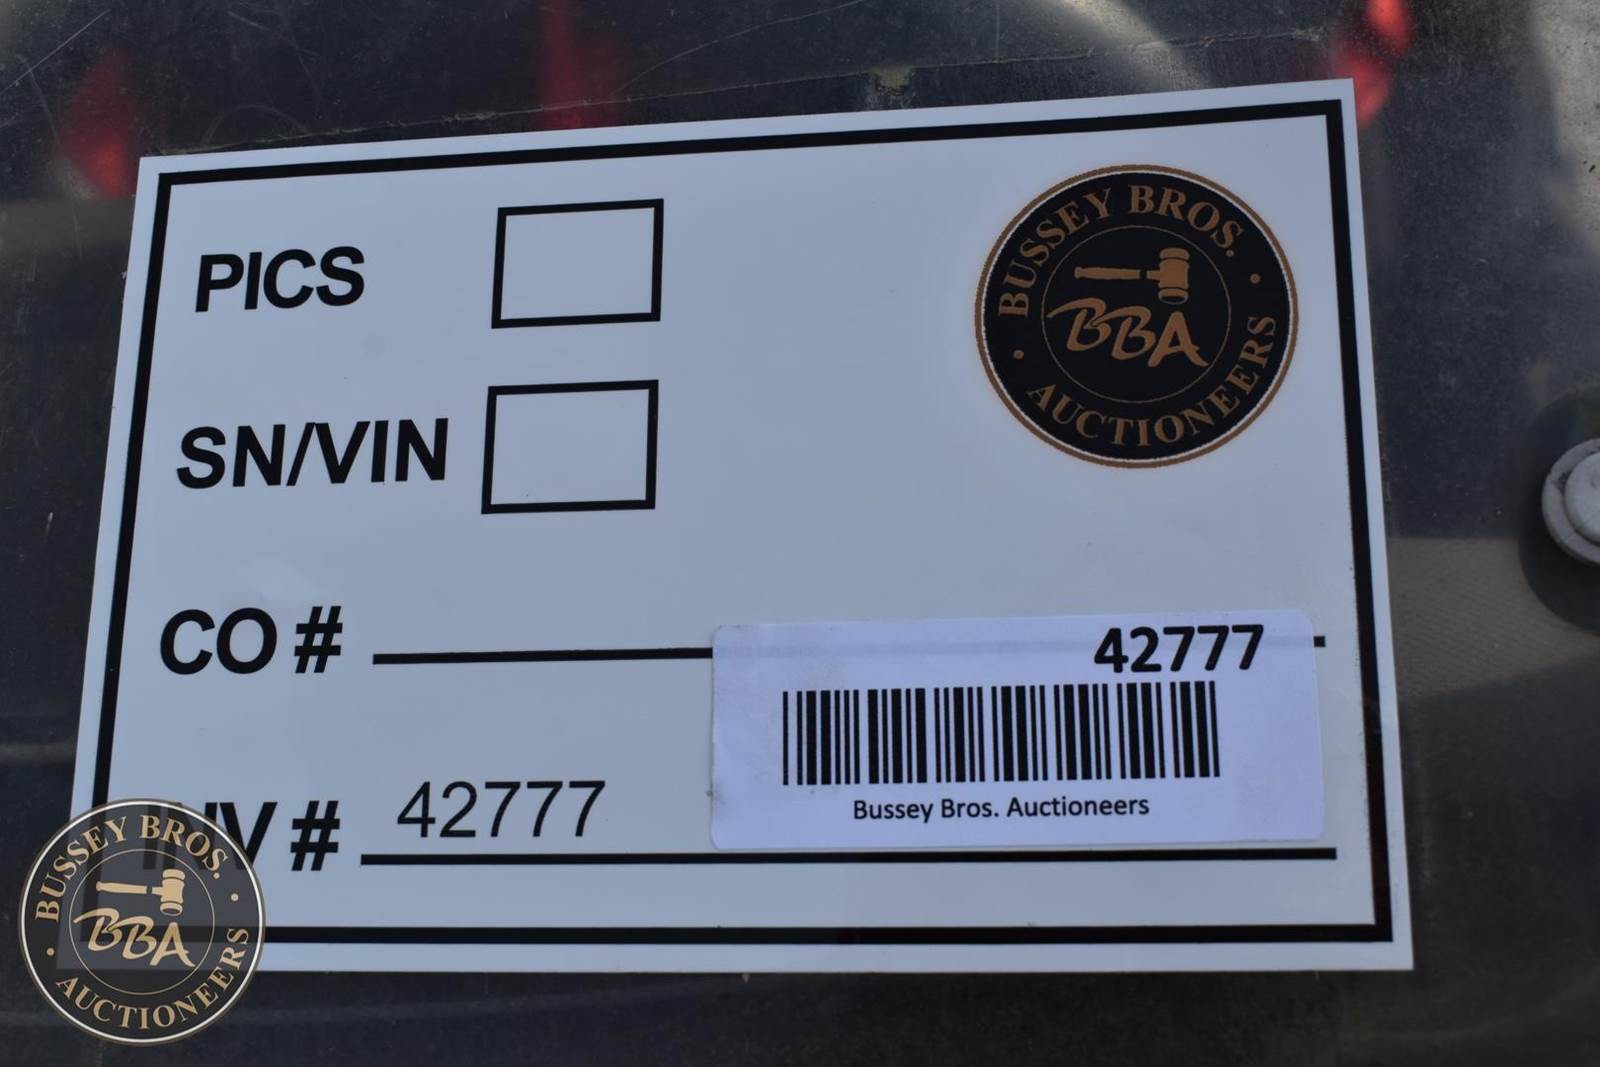 PICS
BUSSEY BROS.
BBA
AUCTIONEERS
SN/VIN
CO #
42777
Bussey Bros. Auctioneers
INV # 42777
BUSSEY BROS.
BBA
AUCTIONEERS